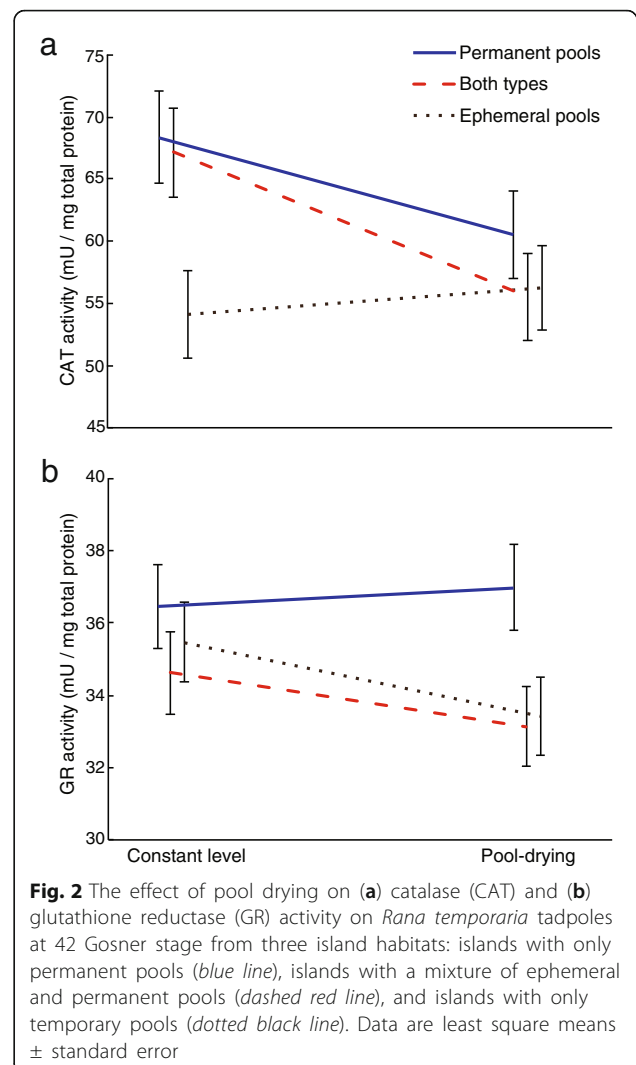 a
75
70
65
60
55
50
45
CAT activity (mU / mg total protein)
Permanent pools
Both types
Ephemeral pools
b
40
38
36
34
32
30
GR activity (mU / mg total protein)
Constant level
Pool-drying
Fig. 2 The effect of pool drying on (a) catalase (CAT) and (b)
glutathione reductase (GR) activity on Rana temporaria tadpoles
at 42 Gosner stage from three island habitats: islands with only
permanent pools (blue line), islands with a mixture of ephemeral
and permanent pools (dashed red line), and islands with only
temporary pools (dotted black line). Data are least square means
± standard error